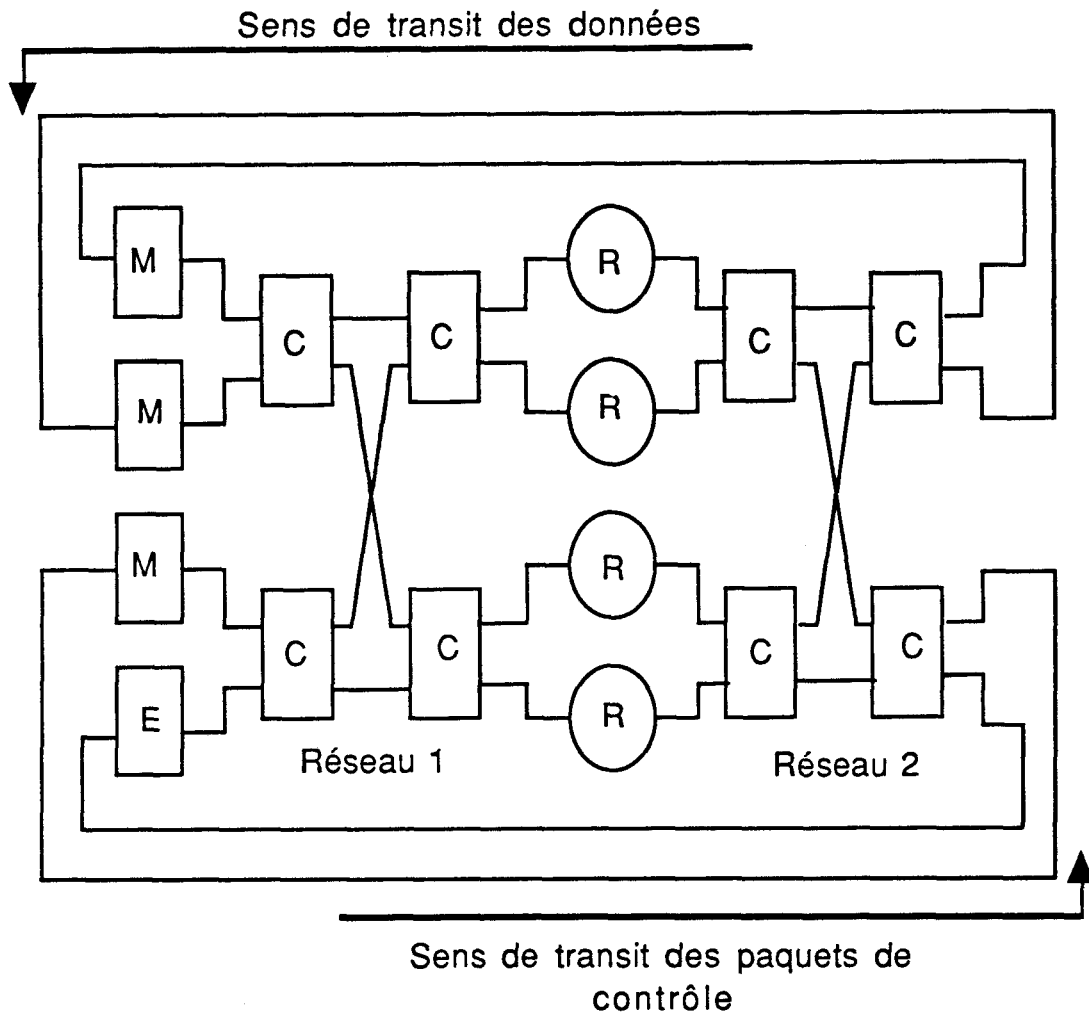 Sens de transit des données
M
R
C
C
C
C
M
R
M
R
C
C
C
C
E
R
Réseau 1
Réseau 2
Sens de transit des paquets de
contrôle